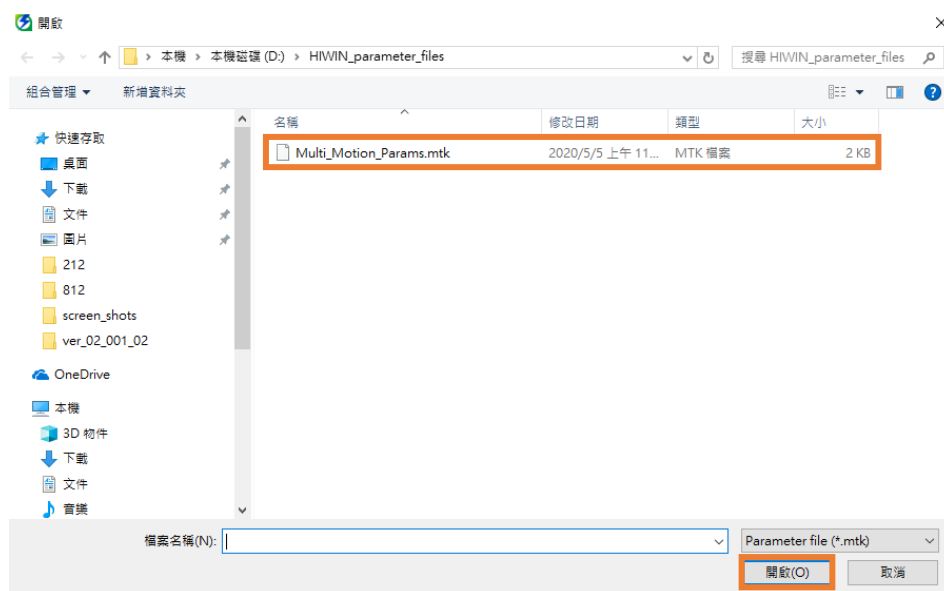 開啟
本機 本機磁碟 (D:) HIWIN_parameter_files
搜尋 HIWIN_parameter_files
組合管理 新增資料夾
名稱 修改日期 類型 大小
Multi_Motion_Params.mtk 2020/5/5 上午 11... MTK 檔案 2 KB
快速存取
桌面
下載
文件
圖片
212
812
screen_shots
ver_02_001_02
OneDrive
本機
3D 物件
下載
文件
音樂
檔案名稱(N):
Parameter file (*.mtk)
開啟(O) 取消